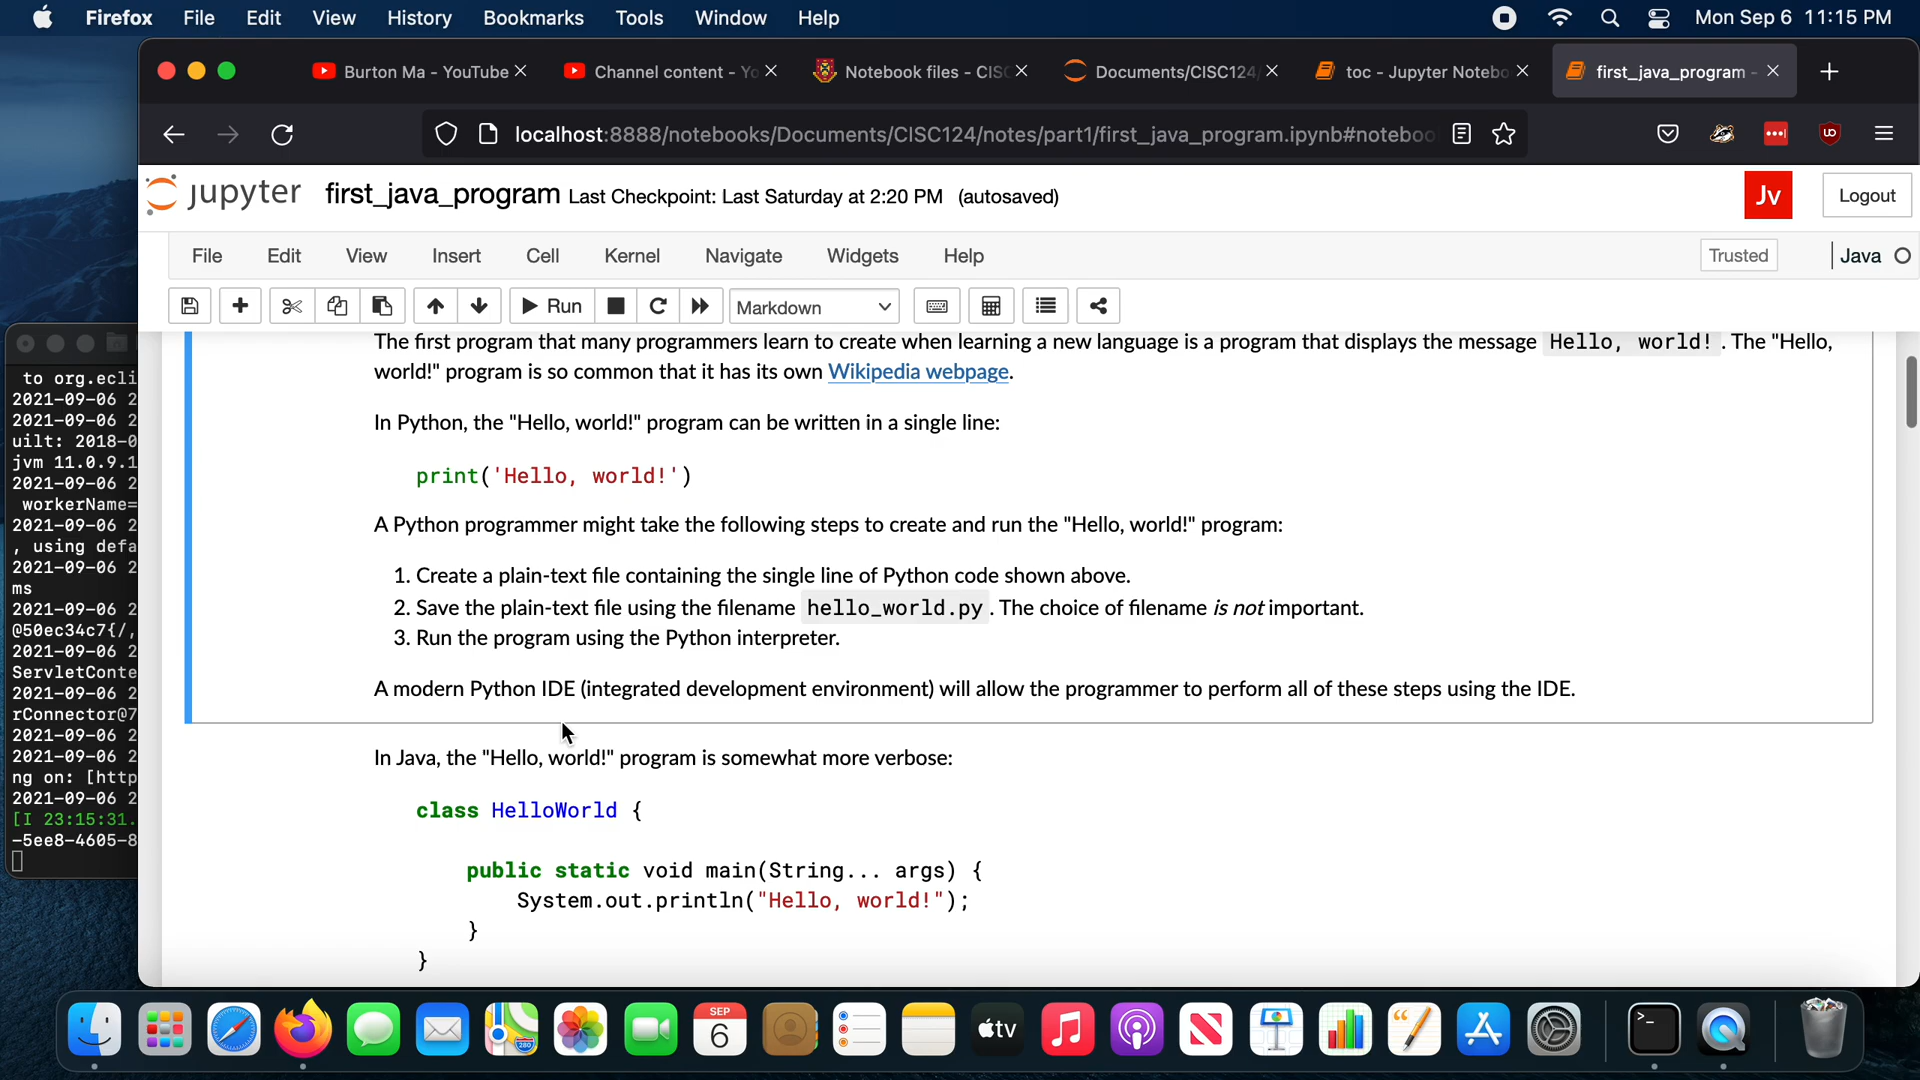 Firefox File Edit View History Bookmarks Tools Window Help Mon Sep 6 11:15 PM
Burton Ma - YouTube Channel content - Yo Notebook files - CISC Documents/CISC124/ toc - Jupyter Notebo first_java_program -
localhost:8888/notebooks/Documents/CISC124/notes/part1/first_java_program.ipynb#noteboo
jupyter first_java_program Last Checkpoint: Last Saturday at 2:20 PM (autosaved) Jv Logout
File Edit View Insert Cell Kernel Navigate Widgets Help Trusted Java
Run Markdown
The first program that many programmers learn to create when learning a new language is a program that displays the message Hello, world! . The "Hello,
world!" program is so common that it has its own Wikipedia webpage.
In Python, the "Hello, world!" program can be written in a single line:
print('Hello, world!')
A Python programmer might take the following steps to create and run the "Hello, world!" program:
1. Create a plain-text file containing the single line of Python code shown above.
2. Save the plain-text file using the filename hello_world.py . The choice of filename is not important.
3. Run the program using the Python interpreter.
A modern Python IDE (integrated development environment) will allow the programmer to perform all of these steps using the IDE.
In Java, the "Hello, world!" program is somewhat more verbose:
class HelloWorld {
public static void main(String... args) {
System.out.println("Hello, world!");
}
}
to org.ecli
2021-09-06 2
2021-09-06 2
uilt: 2018-0
jvm 11.0.9.1
2021-09-06 2
workerName=
2021-09-06 2
, using defa
2021-09-06 2
ms
2021-09-06 2
@50ec34c7{/,
2021-09-06 2
ServletConte
2021-09-06 2
rConnector@7
2021-09-06 2
2021-09-06 2
ng on: [http
2021-09-06 2
[I 23:15:31.
-5ee8-4605-8
SEP
6
tv
280